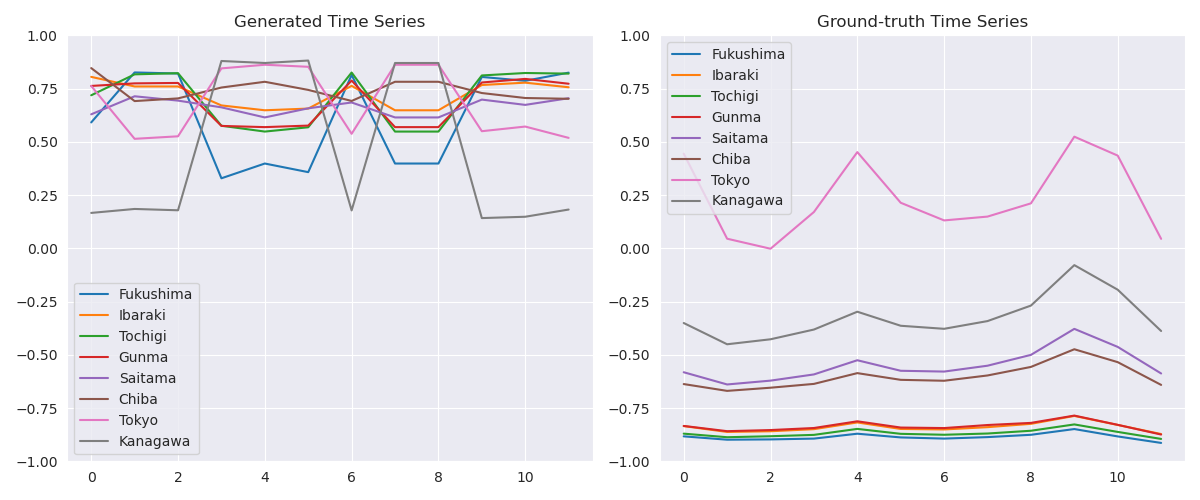 Generated Time Series
1.00
0.75
0.50
0.25
0.00
−0.25
−0.50
−0.75
−1.00
Fukushima
Ibaraki
Tochigi
Gunma
Saitama
Chiba
Tokyo
Kanagawa
0 2 4 6 8 10
Ground-truth Time Series
1.00
0.75
0.50
0.25
0.00
−0.25
−0.50
−0.75
−1.00
Fukushima
Ibaraki
Tochigi
Gunma
Saitama
Chiba
Tokyo
Kanagawa
0 2 4 6 8 10